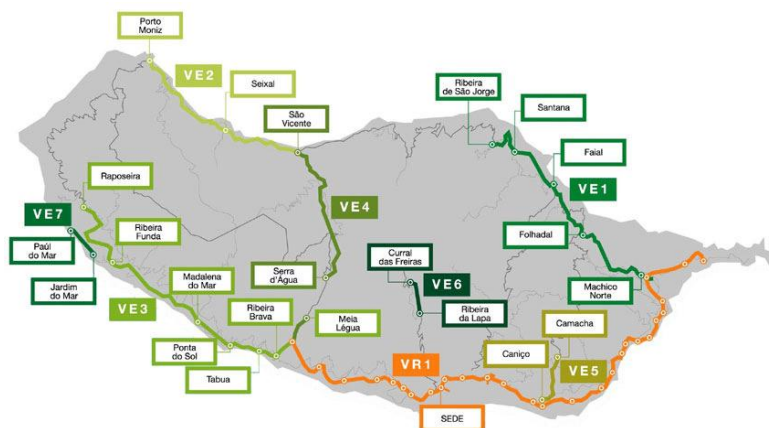 Porto
Moniz
VE2
Seixal
São
Vicente
Ribeira
de São Jorge
Santana
Faial
VE1
Raposeira
VE7
Paúl
do Mar
Jardim
do Mar
Ribeira
Funda
VE3
Madalena
do Mar
VE4
Serra
d'Água
Folhadal
Curral
das Freiras
VE6
Ribeira
da Lapa
Machico
Norte
Ribeira
Brava
Meia
Légua
Ponta
do Sol
Tabua
VR1
SEDE
Camacha
Caniço
VE5